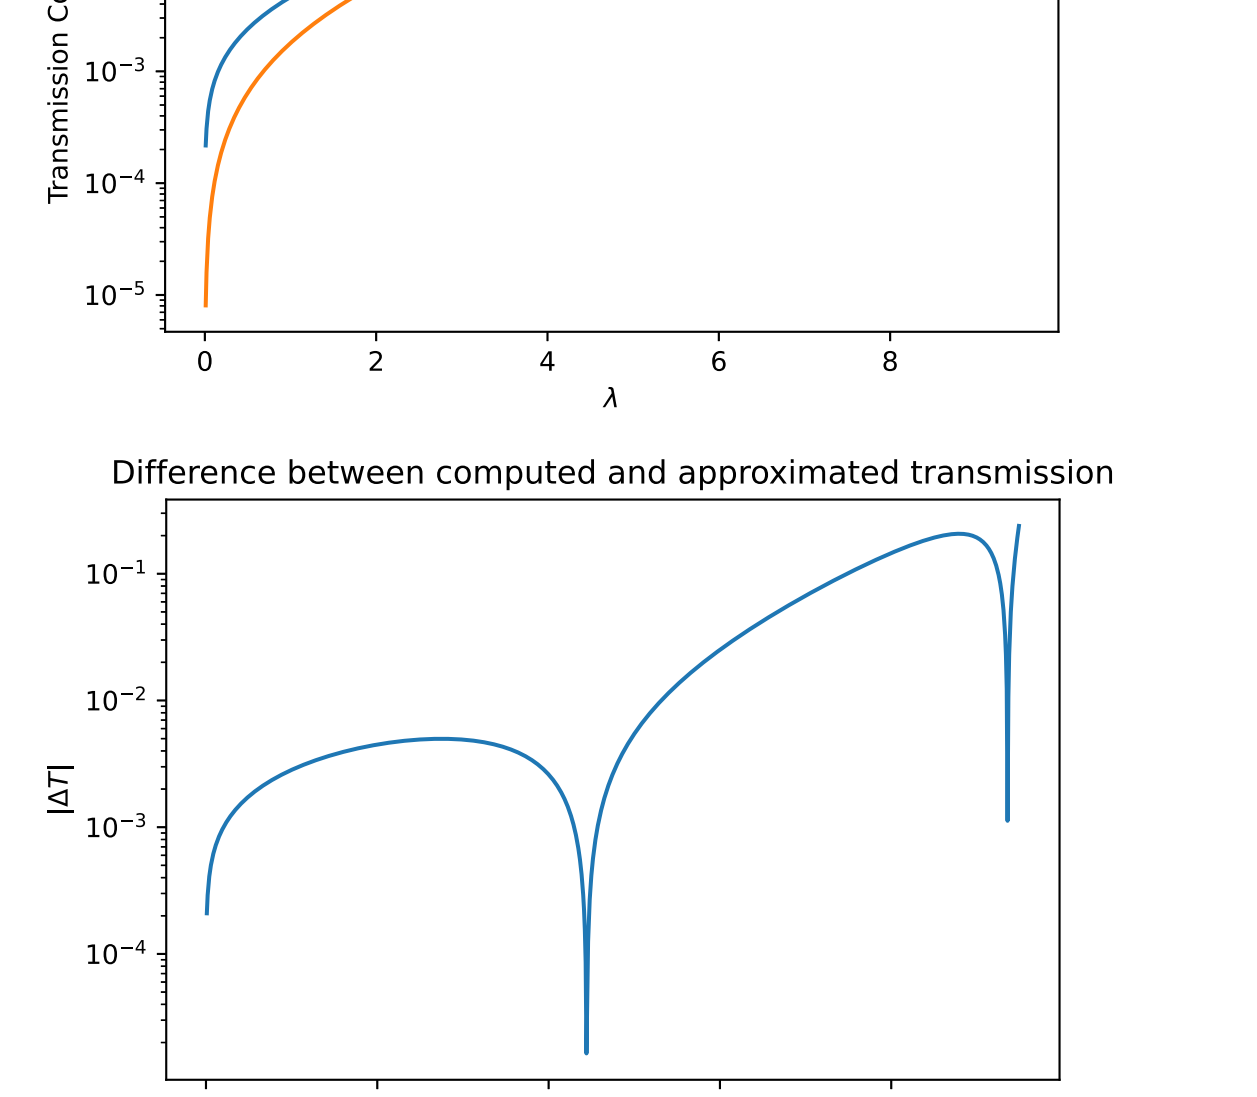 Transmission
10⁻³
10⁻⁴
10⁻⁵
0 2 4 6 8
λ
Difference between computed and approximated transmission
|ΔT|
10⁻¹
10⁻²
10⁻³
10⁻⁴